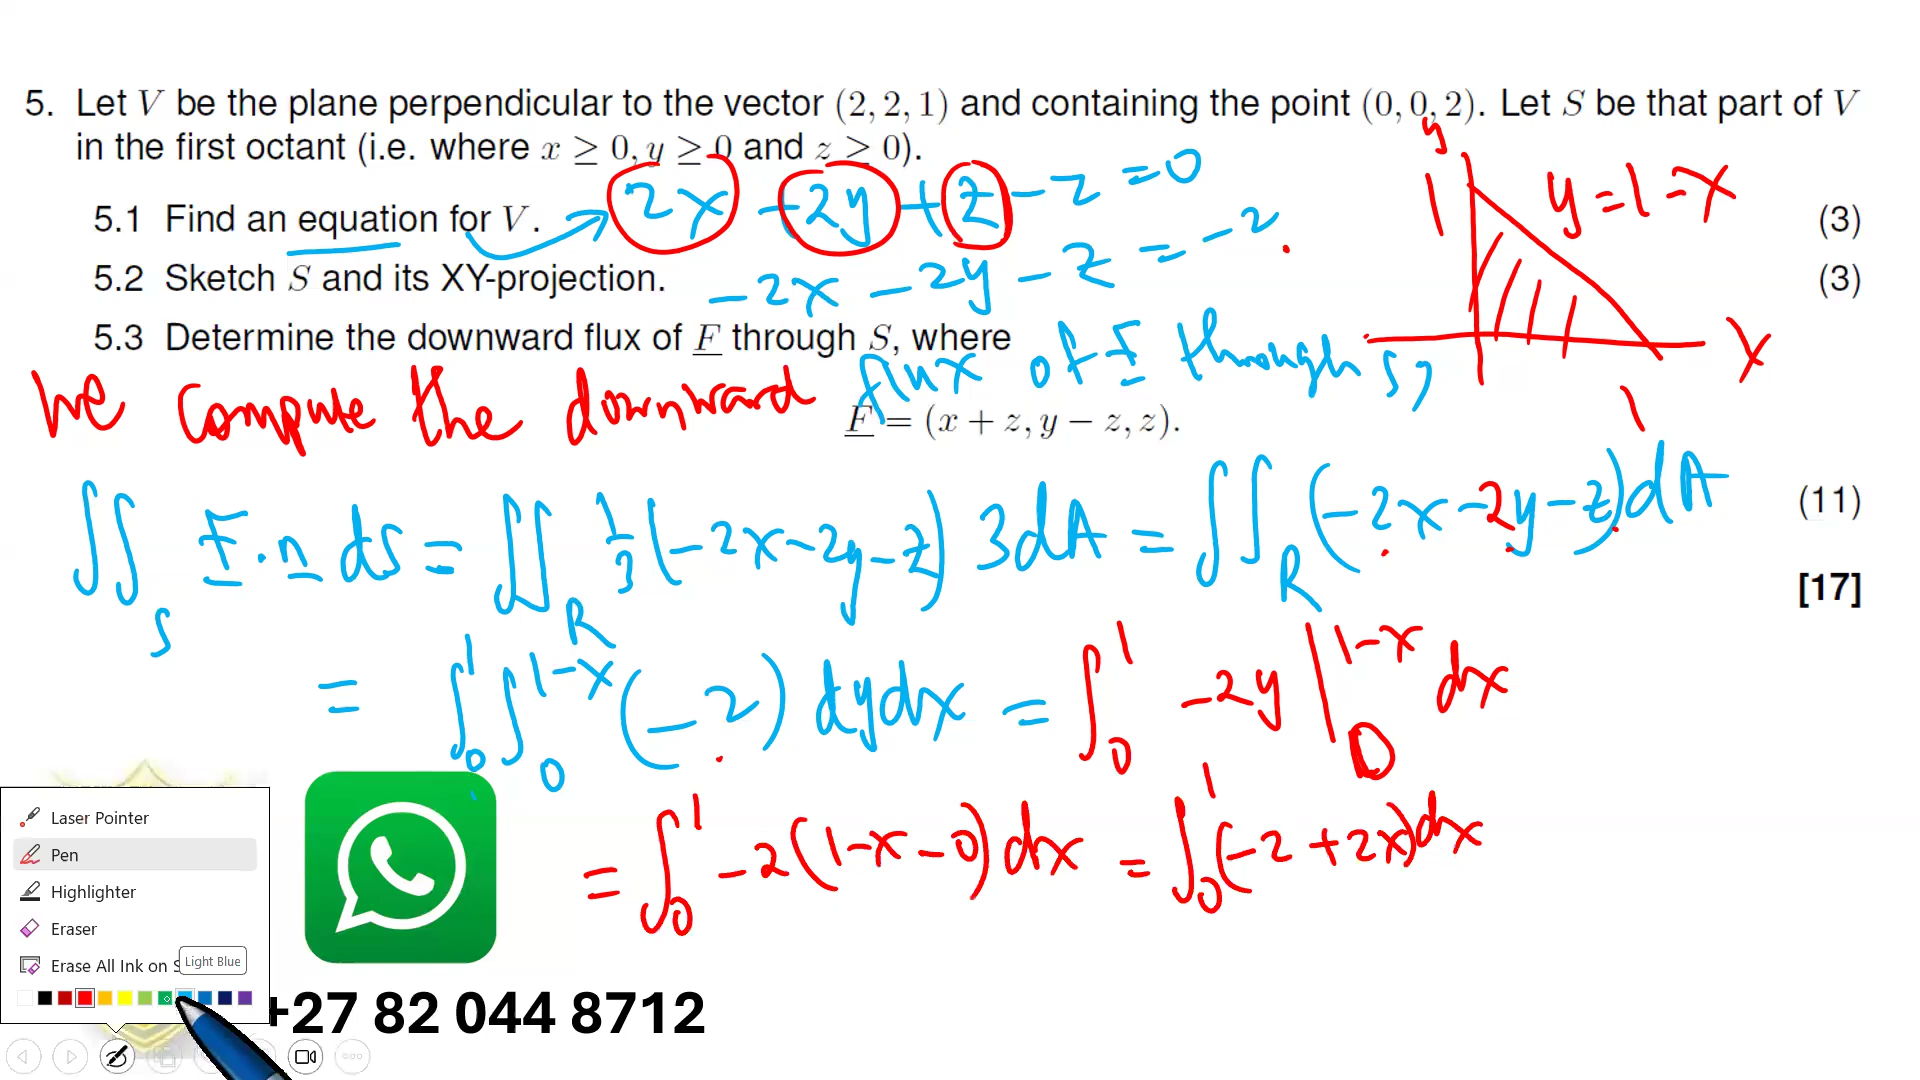 5. Let V be the plane perpendicular to the vector (2, 2, 1) and containing the point (0, 0, 2). Let S be that part of V
in the first octant (i.e. where x ≥ 0, y ≥ 0 and z ≥ 0).
5.1 Find an equation for V. (3)
2x + 2y + z - 2 = 0
5.2 Sketch S and its XY-projection. (3)
-2x - 2y - z = -2.
y
1
y = 1 - x
x
1
5.3 Determine the downward flux of F through S, where
We compute the downward flux of F through S,
F = (x + z, y − z, z).
(11)
∬_S F · n dS = ∬_R 1/3 (-2x - 2y - z) 3dA = ∬_R (-2x - 2y - z) dA
[17]
= ∫_0^1 ∫_0^{1-x} (-2) dy dx = ∫_0^1 -2y |_0^{1-x} dx
= ∫_0^1 -2(1-x-0) dx = ∫_0^1 (-2 + 2x) dx
Laser Pointer
Pen
Highlighter
Eraser
Erase All Ink on S
Light Blue
+27 82 044 8712